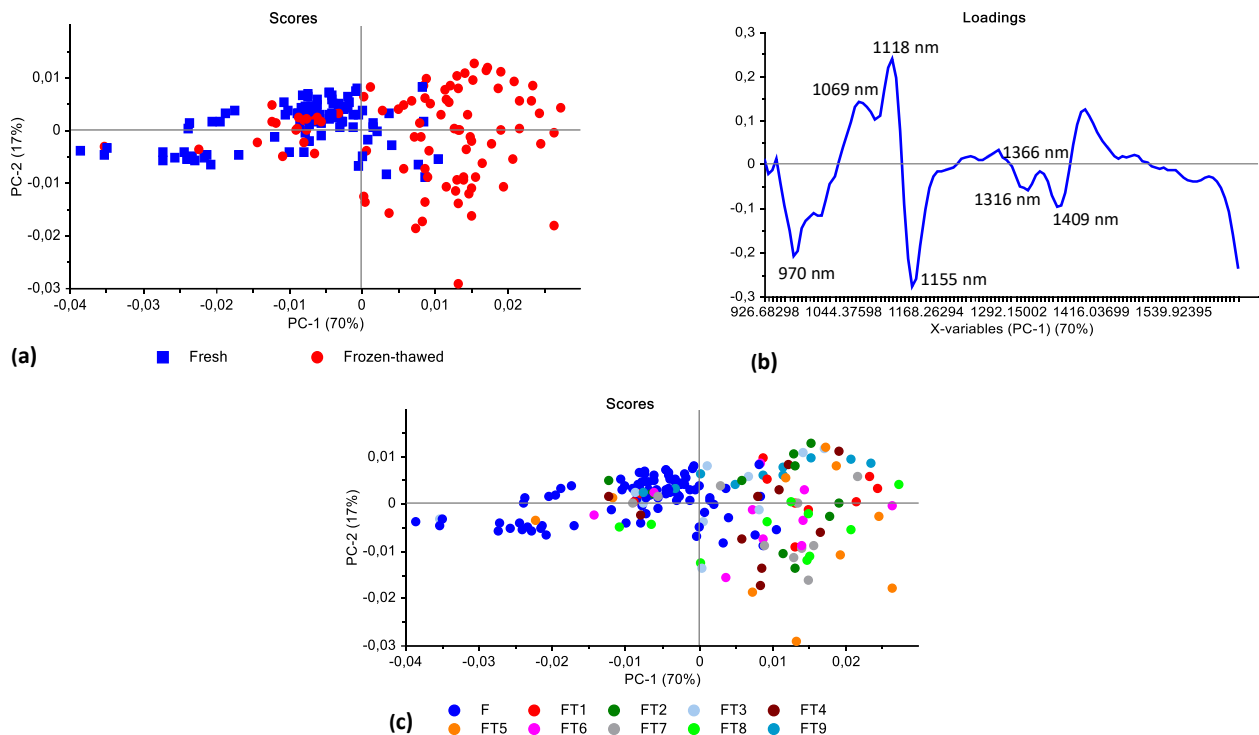 Scores
0,01
0
-0,01
-0,02
-0,03
PC-2 (17%)
-0,04 -0,03 -0,02 -0,01 0 0,01 0,02
PC-1 (70%)
(a)
Fresh Frozen-thawed
Loadings
0,3
0,2
0,1
0
-0,1
-0,2
-0,3
1118 nm
1069 nm
1366 nm
1316 nm
1409 nm
970 nm
1155 nm
926.68298 1044.37598 1168.26294 1292.15002 1416.03699 1539.92395
X-variables (PC-1) (70%)
(b)
Scores
0,01
0
-0,01
-0,02
-0,03
PC-2 (17%)
-0,04 -0,03 -0,02 -0,01 0 0,01 0,02
PC-1 (70%)
(c)
F FT1 FT2 FT3 FT4
FT5 FT6 FT7 FT8 FT9